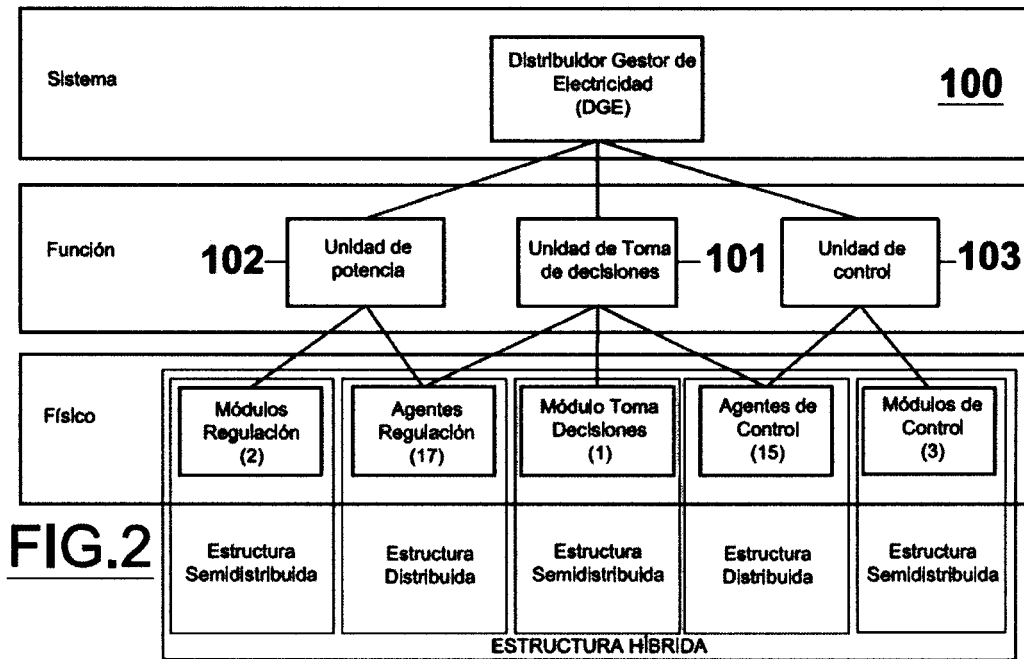 Sistema
Distribuidor Gestor de
Electricidad
(DGE)
100
Función
102
Unidad de
potencia
Unidad de Toma
de decisiones
101
Unidad de
control
103
Físico
Módulos
Regulación
(2)
Agentes
Regulación
(17)
Módulo Toma
Decisiones
(1)
Agentes de
Control
(15)
Módulos de
Control
(3)
FIG.2
Estructura
Semidistribuida
Estructura
Distribuida
Estructura
Semidistribuida
Estructura
Distribuida
Estructura
Semidistribuida
ESTRUCTURA HÍBRIDA